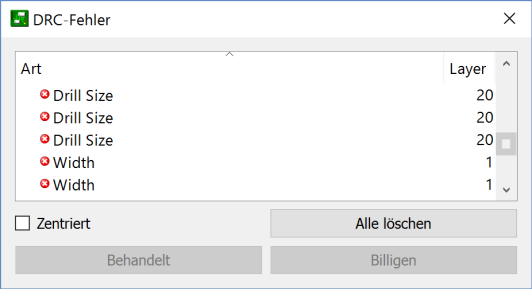 DRC-Fehler
Art Layer
Drill Size 20
Drill Size 20
Drill Size 20
Width 1
Width 1
Zentriert Alle löschen
Behandelt Billigen